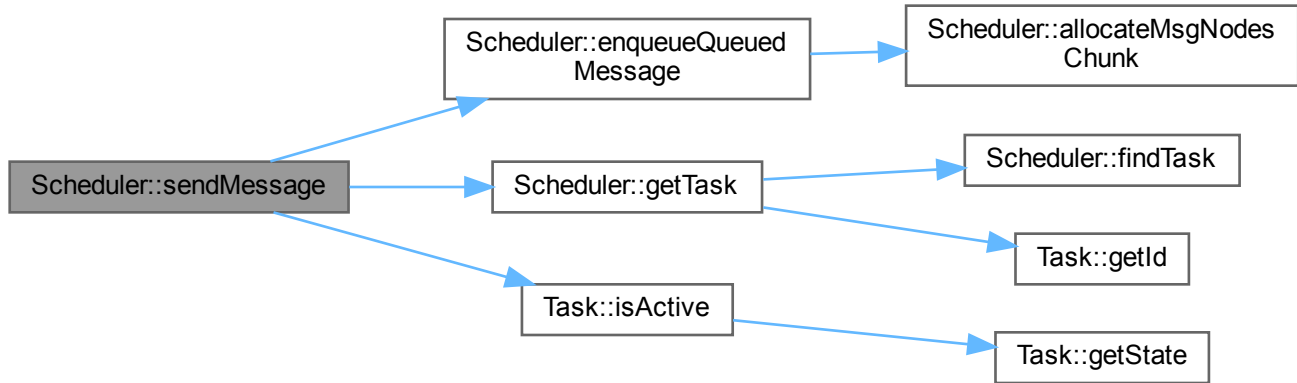 Scheduler::sendMessage
Scheduler::enqueueQueued
Message
Scheduler::allocateMsgNodes
Chunk
Scheduler::getTask
Scheduler::findTask
Task::getId
Task::isActive
Task::getState